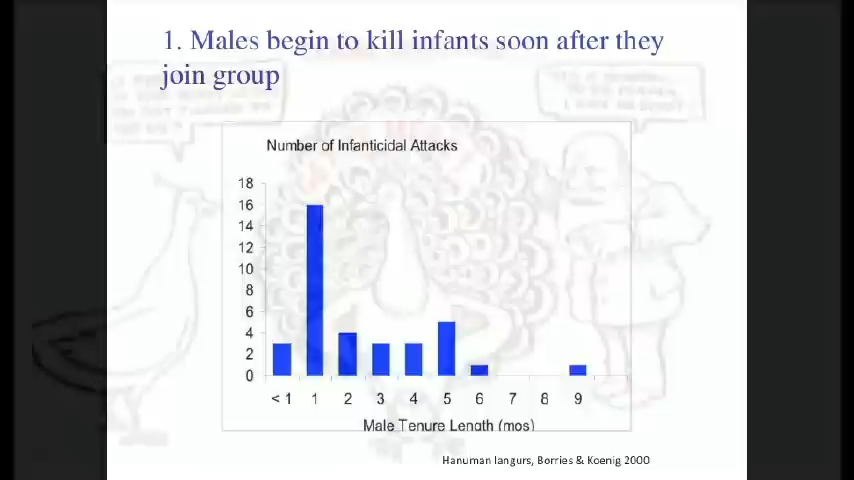 1. Males begin to kill infants soon after they
join group
Number of Infanticidal Attacks
18
16
14
12
10
8
6
4
2
0
< 1 1 2 3 4 5 6 7 8 9
Male Tenure Length (mos)
Hanuman langurs, Borries & Koenig 2000